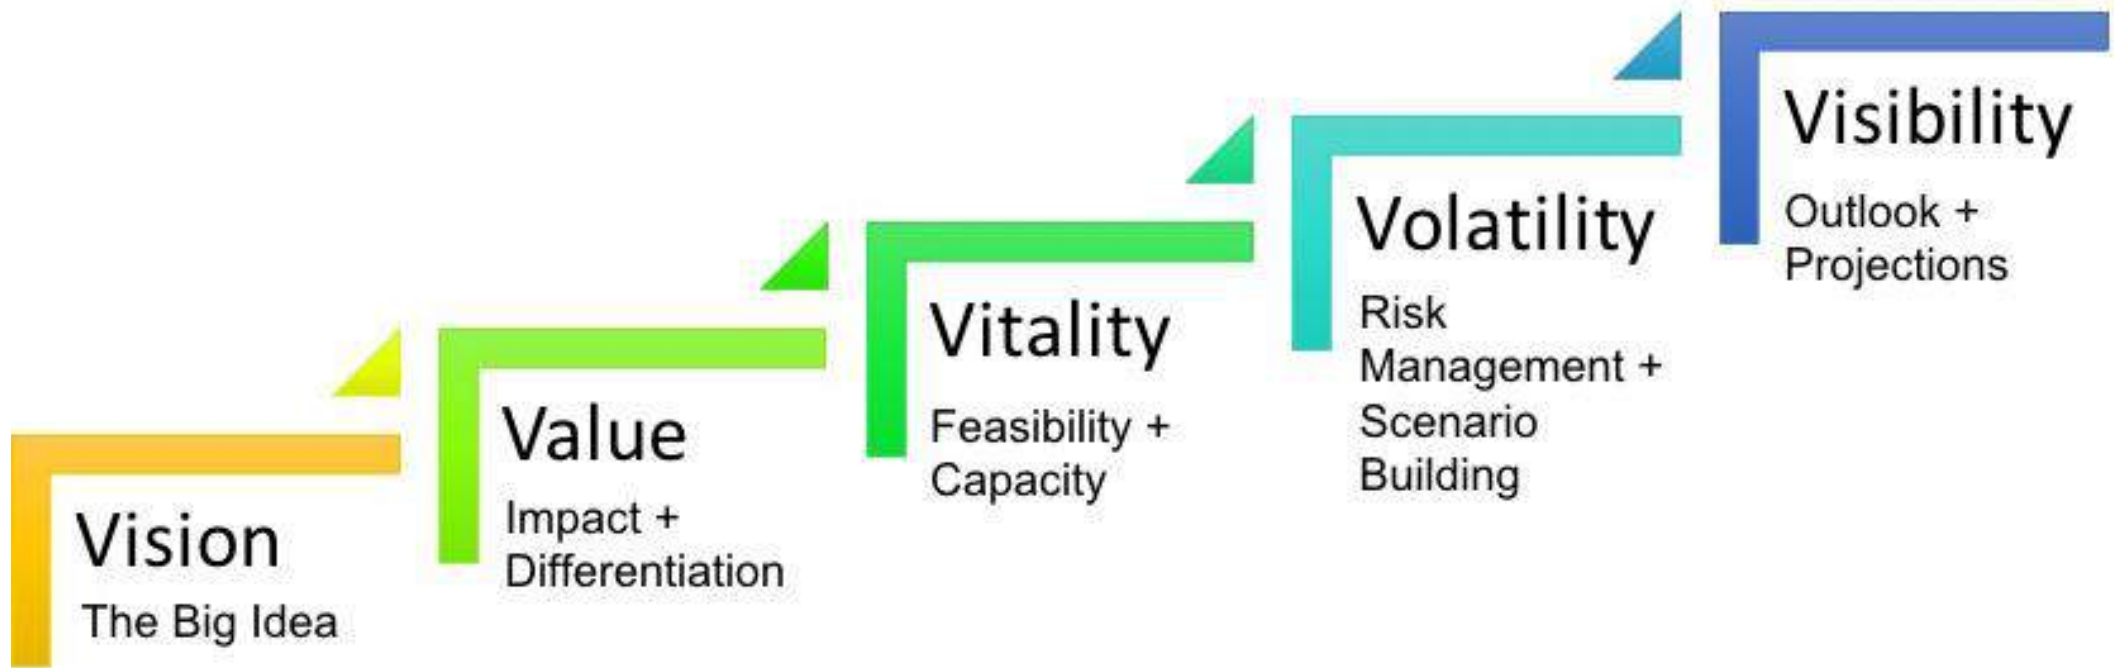 Vision
The Big Idea
Value
Impact +
Differentiation
Vitality
Feasibility +
Capacity
Volatility
Risk
Management +
Scenario
Building
Visibility
Outlook +
Projections